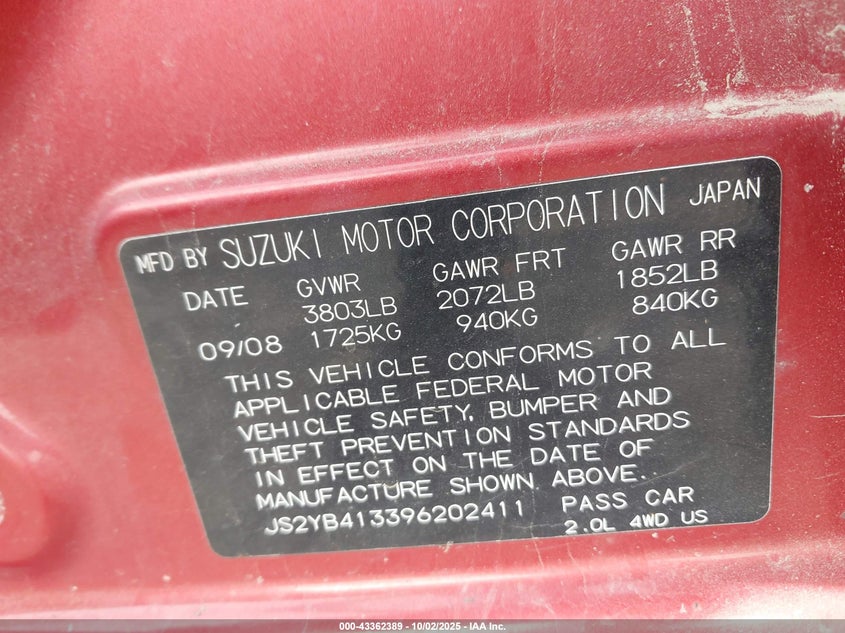 MFD BY SUZUKI MOTOR CORPORATION JAPAN
DATE GVWR GAWR FRT GAWR RR
3803LB 2072LB 1852LB
09/08 1725KG 940KG 840KG
THIS VEHICLE CONFORMS TO ALL
APPLICABLE FEDERAL MOTOR
VEHICLE SAFETY, BUMPER AND
THEFT PREVENTION STANDARDS
IN EFFECT ON THE DATE OF
MANUFACTURE SHOWN ABOVE.
JS2YB413396202411 PASS CAR
2.0L 4WD US
000-43362389 - 10/02/2025 - IAA Inc.